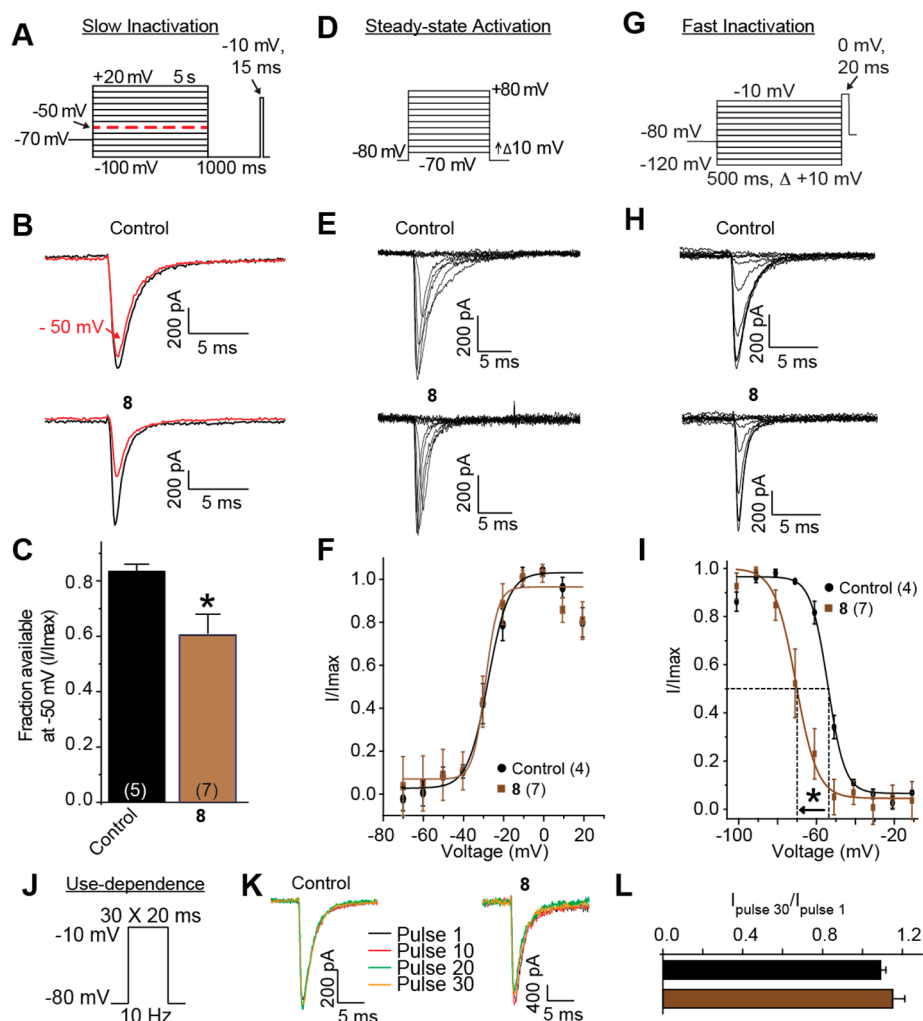 A Slow Inactivation
-10 mV,
15 ms
+20 mV 5 s
-50 mV
-70 mV
-100 mV 1000 ms
D Steady-state Activation
+80 mV
-80 mV
Δ10 mV
-70 mV
G Fast Inactivation
0 mV,
20 ms
-10 mV
-80 mV
-120 mV
500 ms, Δ +10 mV
B Control
- 50 mV
200 pA
5 ms
8
200 pA
5 ms
E Control
200 pA
5 ms
8
200 pA
5 ms
H Control
200 pA
5 ms
8
200 pA
5 ms
C
Fraction available
at -50 mV (I/Imax)
0.8
0.6
0.4
0.2
0.0
*
(5) (7)
Control 8
F
I/Imax
1.0
0.8
0.6
0.4
0.2
0.0
Control (4)
8 (7)
-80 -60 -40 -20 0 20
Voltage (mV)
I
I/Imax
1.0
0.8
0.6
0.4
0.2
0.0
Control (4)
8 (7)
*
-100 -80 -60 -40 -20
Voltage (mV)
J Use-dependence
30 X 20 ms
-10 mV
-80 mV
10 Hz
K Control 8
Pulse 1
Pulse 10
Pulse 20
Pulse 30
200 pA
5 ms
400 pA
5 ms
L
Ipulse 30/Ipulse 1
0.0 0.4 0.8 1.2